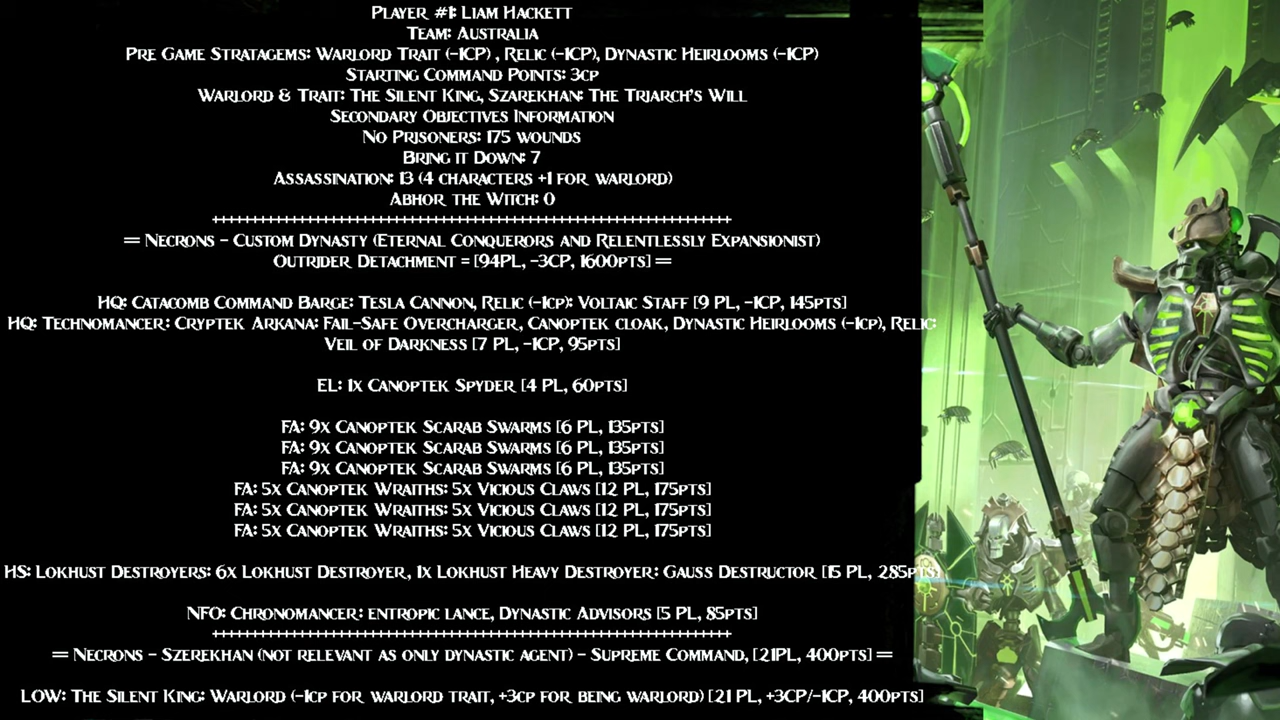 Player #1: Liam Hackett
Team: Australia
Pre Game Stratagems: Warlord Trait (-1CP) , Relic (-1CP), Dynastic Heirlooms (-1CP)
Starting Command Points: 3cp
Warlord & Trait: The Silent King, Szarekhan: The Triarch's Will
Secondary Objectives Information
No Prisoners: 175 wounds
Bring it Down: 7
Assassination: 13 (4 characters +1 for warlord)
Abhor the Witch: 0
++++++++++++++++++++++++++++++++++++++++++++++++++++++++++++++
== Necrons - Custom Dynasty (Eternal Conquerors and Relentlessly Expansionist)
Outrider Detachment = [94PL, -3CP, 1600pts] ==
HQ: Catacomb Command Barge: Tesla Cannon, Relic (-1cp): Voltaic Staff [9 PL, -1CP, 145pts]
HQ: Technomancer: Cryptek Arkana: Fail-Safe Overcharger, Canoptek cloak, Dynastic Heirlooms (-1cp), Relic:
Veil of Darkness [7 PL, -1CP, 95pts]
EL: 1x Canoptek Spyder [4 PL, 60pts]
FA: 9x Canoptek Scarab Swarms [6 PL, 135pts]
FA: 9x Canoptek Scarab Swarms [6 PL, 135pts]
FA: 9x Canoptek Scarab Swarms [6 PL, 135pts]
FA: 5x Canoptek Wraiths: 5x Vicious Claws [12 PL, 175pts]
FA: 5x Canoptek Wraiths: 5x Vicious Claws [12 PL, 175pts]
FA: 5x Canoptek Wraiths: 5x Vicious Claws [12 PL, 175pts]
HS: Lokhust Destroyers: 6x Lokhust Destroyer, 1x Lokhust Heavy Destroyer: Gauss Destructor [15 PL, 285pts]
NFO: Chronomancer: entropic lance, Dynastic Advisors [5 PL, 85pts]
++++++++++++++++++++++++++++++++++++++++++++++++++++++++++++++
== Necrons - Szerekhan (not relevant as only dynastic agent) - Supreme Command, [21PL, 400pts] ==
LOW: The Silent King: Warlord (-1cp for warlord trait, +3cp for being warlord) [21 PL, +3CP/-1CP, 400pts]